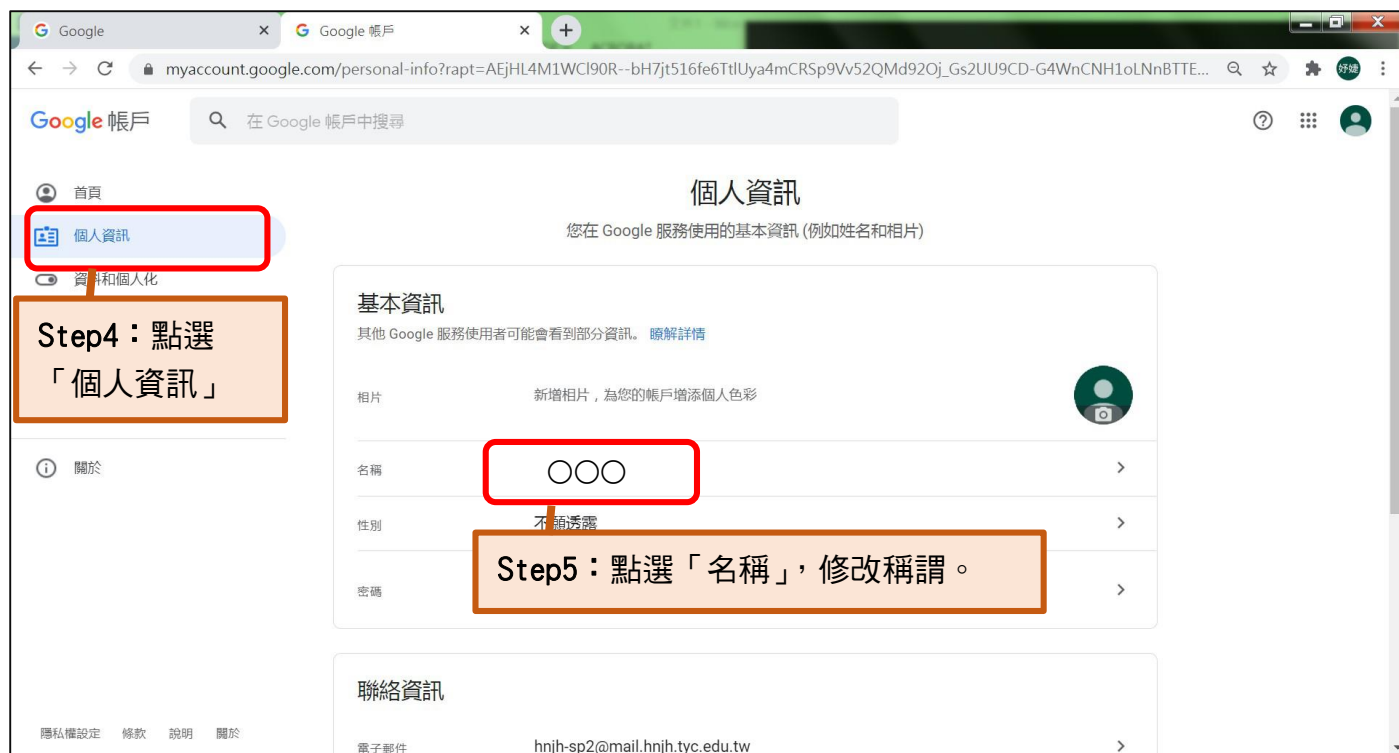 Google
Google 帳戶
myaccount.google.com/personal-info?rapt=AEjHL4M1WCl90R--bH7jt516fe6TtlUya4mCRSp9Vv52QMd92Oj_Gs2UU9CD-G4WnCNH1oLNnBTTE...
妤婕
Google 帳戶
在 Google 帳戶中搜尋
首頁
個人資訊
資料和個人化
Step4：點選
「個人資訊」
關於
個人資訊
您在 Google 服務使用的基本資訊 (例如姓名和相片)
基本資訊
其他 Google 服務使用者可能會看到部分資訊。 瞭解詳情
相片 新增相片，為您的帳戶增添個人色彩
名稱 ○○○
性別 不願透露
Step5：點選「名稱」，修改稱謂。
密碼
聯絡資訊
電子郵件 hnjh-sp2@mail.hnjh.tyc.edu.tw
隱私權設定 條款 說明 關於